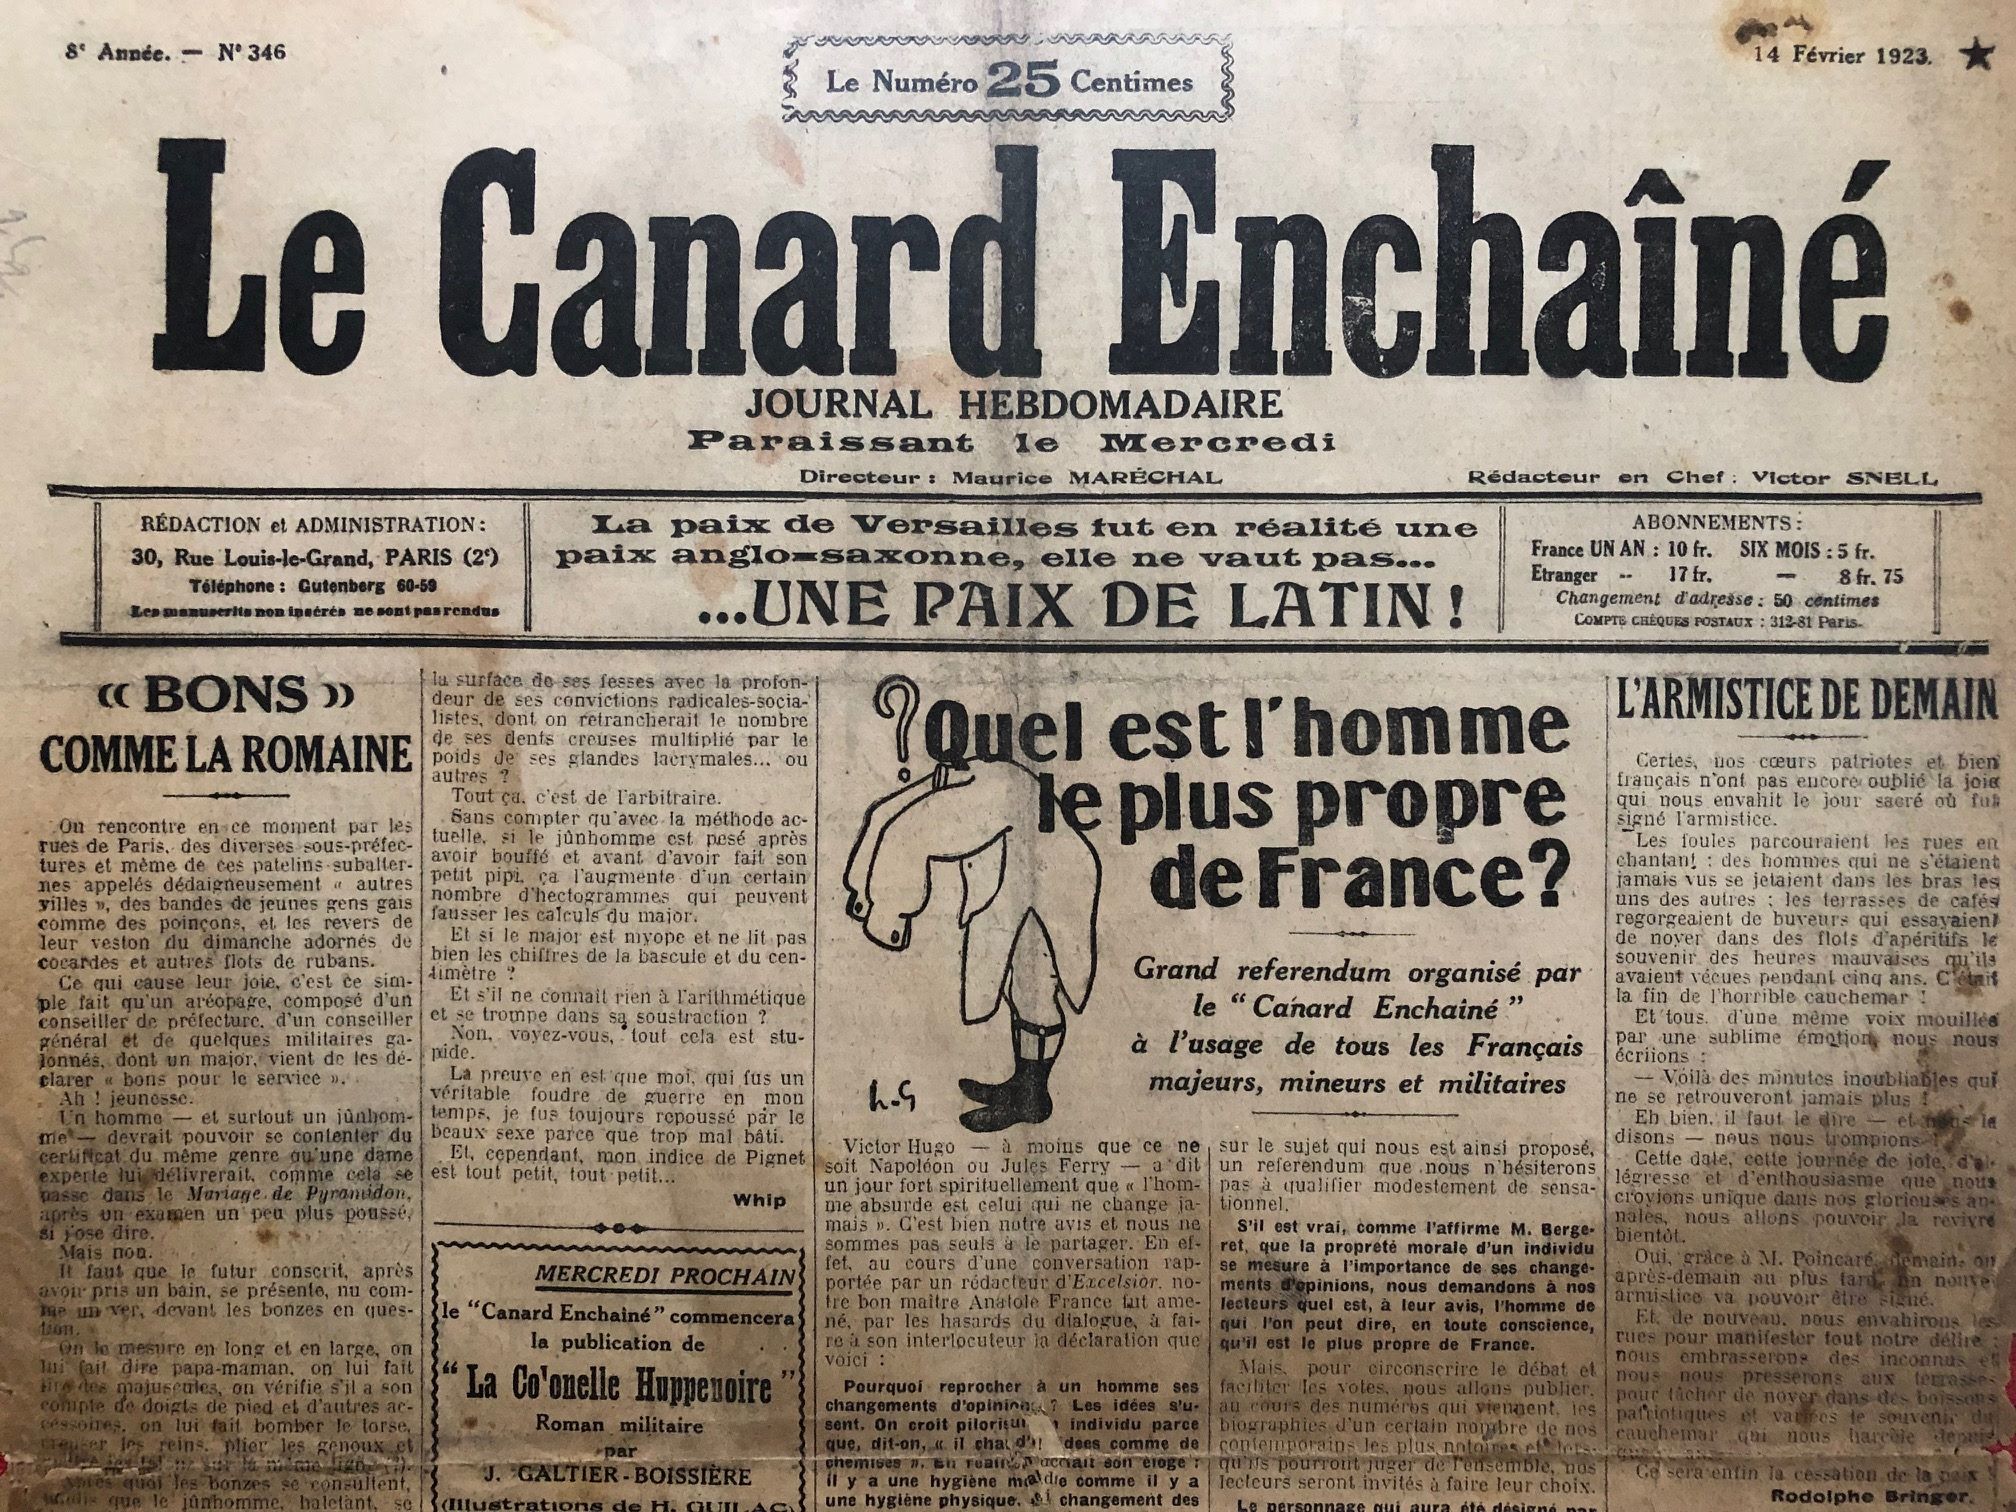 8e Année. — N° 346
14 Février 1923.
Le Numéro 25 Centimes
Le Canard Enchaîné
JOURNAL HEBDOMADAIRE
Paraissant le Mercredi
Directeur : Maurice MARÉCHAL
Rédacteur en Chef : Victor SNELL
RÉDACTION et ADMINISTRATION :
30, Rue Louis-le-Grand, PARIS (2e)
Téléphone : Gutenberg 60-59
Les manuscrits non insérés ne sont pas rendus
La paix de Versailles fut en réalité une
paix anglo-saxonne, elle ne vaut pas...
...UNE PAIX DE LATIN !
ABONNEMENTS :
France UN AN : 10 fr. SIX MOIS : 5 fr.
Etranger -- 17 fr. — 8 fr. 75
Changement d'adresse : 50 centimes
COMPTE CHÈQUES POSTAUX : 312-81 Paris.
« BONS »
COMME LA ROMAINE
On rencontre en ce moment par les
rues de Paris, des diverses sous-préfec-
tures et même de ces patelins subalter-
nes appelés dédaigneusement « autres
villes », des bandes de jeunes gens gais
comme des poinçons, et les revers de
leur veston du dimanche adornés de
cocardes et autres flots de rubans.
Ce qui cause leur joie, c'est ce sim-
ple fait qu'un aréopage, composé d'un
conseiller de préfecture, d'un conseiller
général et de quelques militaires ga-
lonnés, dont un major, vient de les dé-
clarer « bons pour le service ».
Ah ! jeunesse.
Un homme — et surtout un jûnhom-
me — devrait pouvoir se contenter du
certificat du même genre qu'une dame
experte lui délivrerait, comme cela se
passe dans le Mariage de Pyramidon,
après un examen un peu plus poussé,
si j'ose dire.
Mais non.
Il faut que le futur conscrit, après
avoir pris un bain, se présente, nu com-
me un ver, devant les bonzes en ques-
tion.
On le mesure en long et en large, on
lui fait dire papa-maman, on lui fait
lire des majuscules, on vérifie s'il a son
compte de doigts de pied et d'autres ac-
cessoires, on lui fait bomber le torse,
creuser les reins, plier les genoux et
sur la même ligne
Après quoi les bonzes se consultent,
que le jûnhomme, haletant, se
la surface de ses fesses avec la profon-
deur de ses convictions radicales-socia-
listes, dont on retrancherait le nombre
de ses dents creuses multiplié par le
poids de ses glandes lacrymales... ou
autres ?
Tout ça, c'est de l'arbitraire.
Sans compter qu'avec la méthode ac-
tuelle, si le jûnhomme est pesé après
avoir bouffé et avant d'avoir fait son
petit pipi, ça l'augmente d'un certain
nombre d'hectogrammes qui peuvent
fausser les calculs du major.
Et si le major est myope et ne lit pas
bien les chiffres de la bascule et du cen-
timètre ?
Et s'il ne connaît rien à l'arithmétique
et se trompe dans sa soustraction ?
Non, voyez-vous, tout cela est stu-
pide.
La preuve en est que moi, qui fus un
véritable foudre de guerre en mon
temps, je fus toujours repoussé par le
beaux sexe parce que trop mal bâti.
Et, cependant, mon indice de Pignet
est tout petit, tout petit...
Whip
MERCREDI PROCHAIN
le "Canard Enchaîné" commencera
la publication de
"La Co'onelle Huppenoire"
Roman militaire
par
J. GALTIER-BOISSIÈRE
(Illustrations de H. GUILAC)
? Quel est l'homme
le plus propre
de France ?
h-G
Grand referendum organisé par
le "Canard Enchaîné"
à l'usage de tous les Français
majeurs, mineurs et militaires
Victor Hugo — à moins que ce ne
soit Napoléon ou Jules Ferry — a dit
un jour fort spirituellement que « l'hom-
me absurde est celui qui ne change ja-
mais ». C'est bien notre avis et nous ne
sommes pas seuls à le partager. En ef-
fet, au cours d'une conversation rap-
portée par un rédacteur d'Excelsior, no-
tre bon maître Anatole France fut ame-
né, par les hasards du dialogue, à fai-
re à son interlocuteur la déclaration que
voici :
Pourquoi reprocher à un homme ses
changements d'opinions ? Les idées s'u-
sent. On croit pilorisur individu parce
que, dit-on, « il chan d' dees comme de
chemises ». son éloge :
il y a une hygiène comme il y a
une hygiène physique. changement des
sur le sujet qui nous est ainsi proposé,
un referendum que nous n'hésiterons
pas à qualifier modestement de sensa-
tionnel.
S'il est vrai, comme l'affirme M. Berge-
ret, que la propreté morale d'un individu
se mesure à l'importance de ses change-
ments d'opinions, nous demandons à nos
lecteurs quel est, à leur avis, l'homme de
qui l'on peut dire, en toute conscience,
qu'il est le plus propre de France.
Mais, pour circonscrire le débat et
faciliter les votes, nous allons publier,
au cours des numéros qui viennent, les
biographies d'un certain nombre de nos
contemporains les plus notoires et, lors-
qu'ils pourront juger de l'ensemble, nos
lecteurs seront invités à faire leur choix.
Le personnage qui aura été désigné par
L'ARMISTICE DE DEMAIN
Certes, nos cœurs patriotes et bien
français n'ont pas encore oublié la joie
qui nous envahit le jour sacré où fut
signé l'armistice.
Les foules parcouraient les rues en
chantant ; des hommes qui ne s'étaient
jamais vus se jetaient dans les bras les
uns des autres ; les terrasses de cafés
regorgeaient de buveurs qui essayaient
de noyer dans des flots d'apéritifs le
souvenir des heures mauvaises qu'ils
avaient vécues pendant cinq ans. C'était
la fin de l'horrible cauchemar !
Et tous, d'une même voix mouillée
par une sublime émotion, nous nous
écriions :
— Voilà des minutes inoubliables qui
ne se retrouveront jamais plus !
Eh bien, il faut le dire — et nous le
disons — nous nous trompions !
Cette date, cette journée de joie, d'al-
légresse et d'enthousiasme que nous
croyions unique dans nos glorieuses an-
nales, nous allons pouvoir la revivre
bientôt.
Oui, grâce à M. Poincaré, demain, ou
après-demain au plus tard, un nouvel
armistice va pouvoir être signé.
Et, de nouveau, nous envahirons les
rues pour manifester tout notre délire ;
nous embrasserons des inconnus et
nous nous presserons aux terrasses
pour tâcher de noyer dans des boissons
patriotiques et variées le souvenir du
cauchemar qui nous harcèle depuis
Ce sera enfin la cessation de la paix !
Rodolphe Bringer.